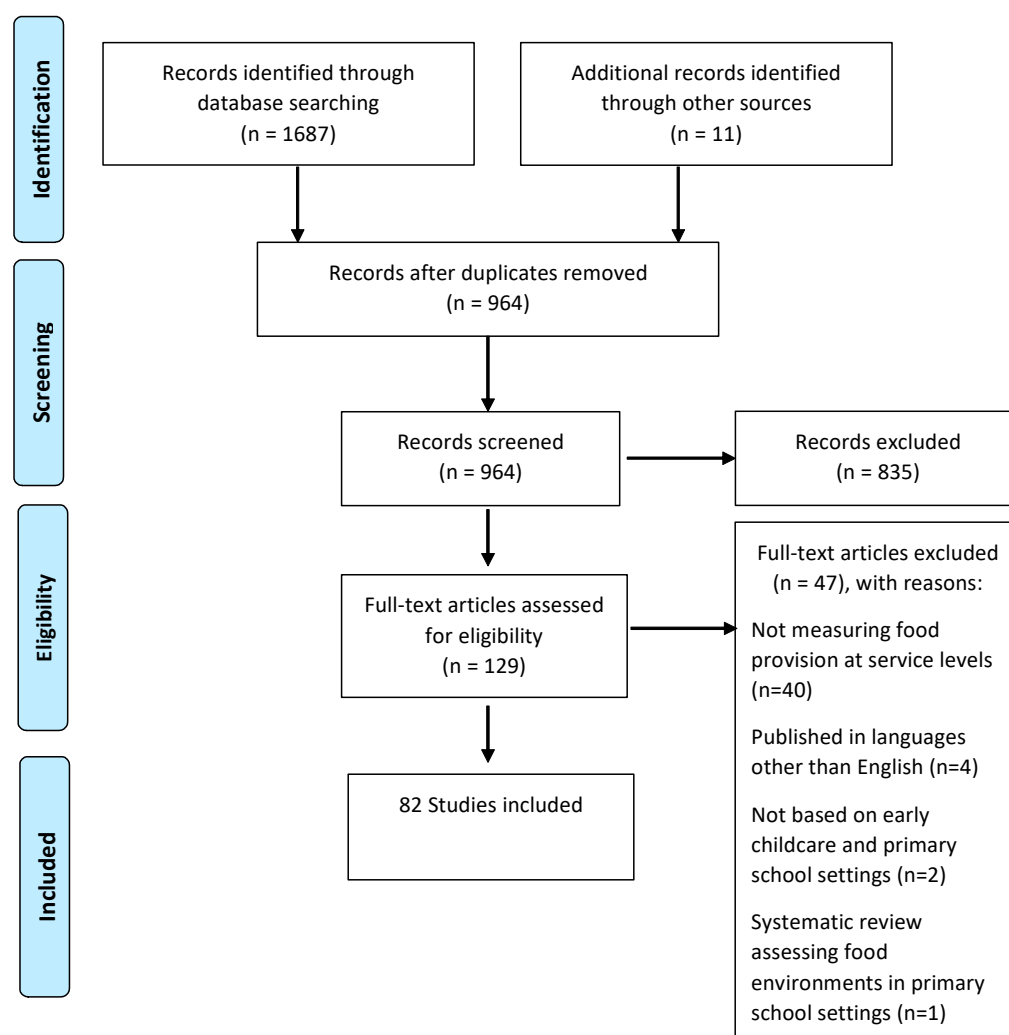 Identification
Records identified through
database searching
(n = 1687)
Additional records identified
through other sources
(n = 11)
Screening
Records after duplicates removed
(n = 964)
Records screened
(n = 964)
Records excluded
(n = 835)
Eligibility
Full-text articles assessed
for eligibility
(n = 129)
Full-text articles excluded
(n = 47), with reasons:
Not measuring food
provision at service levels
(n=40)
Published in languages
other than English (n=4)
Not based on early
childcare and primary
school settings (n=2)
Systematic review
assessing food
environments in primary
school settings (n=1)
Included
82 Studies included